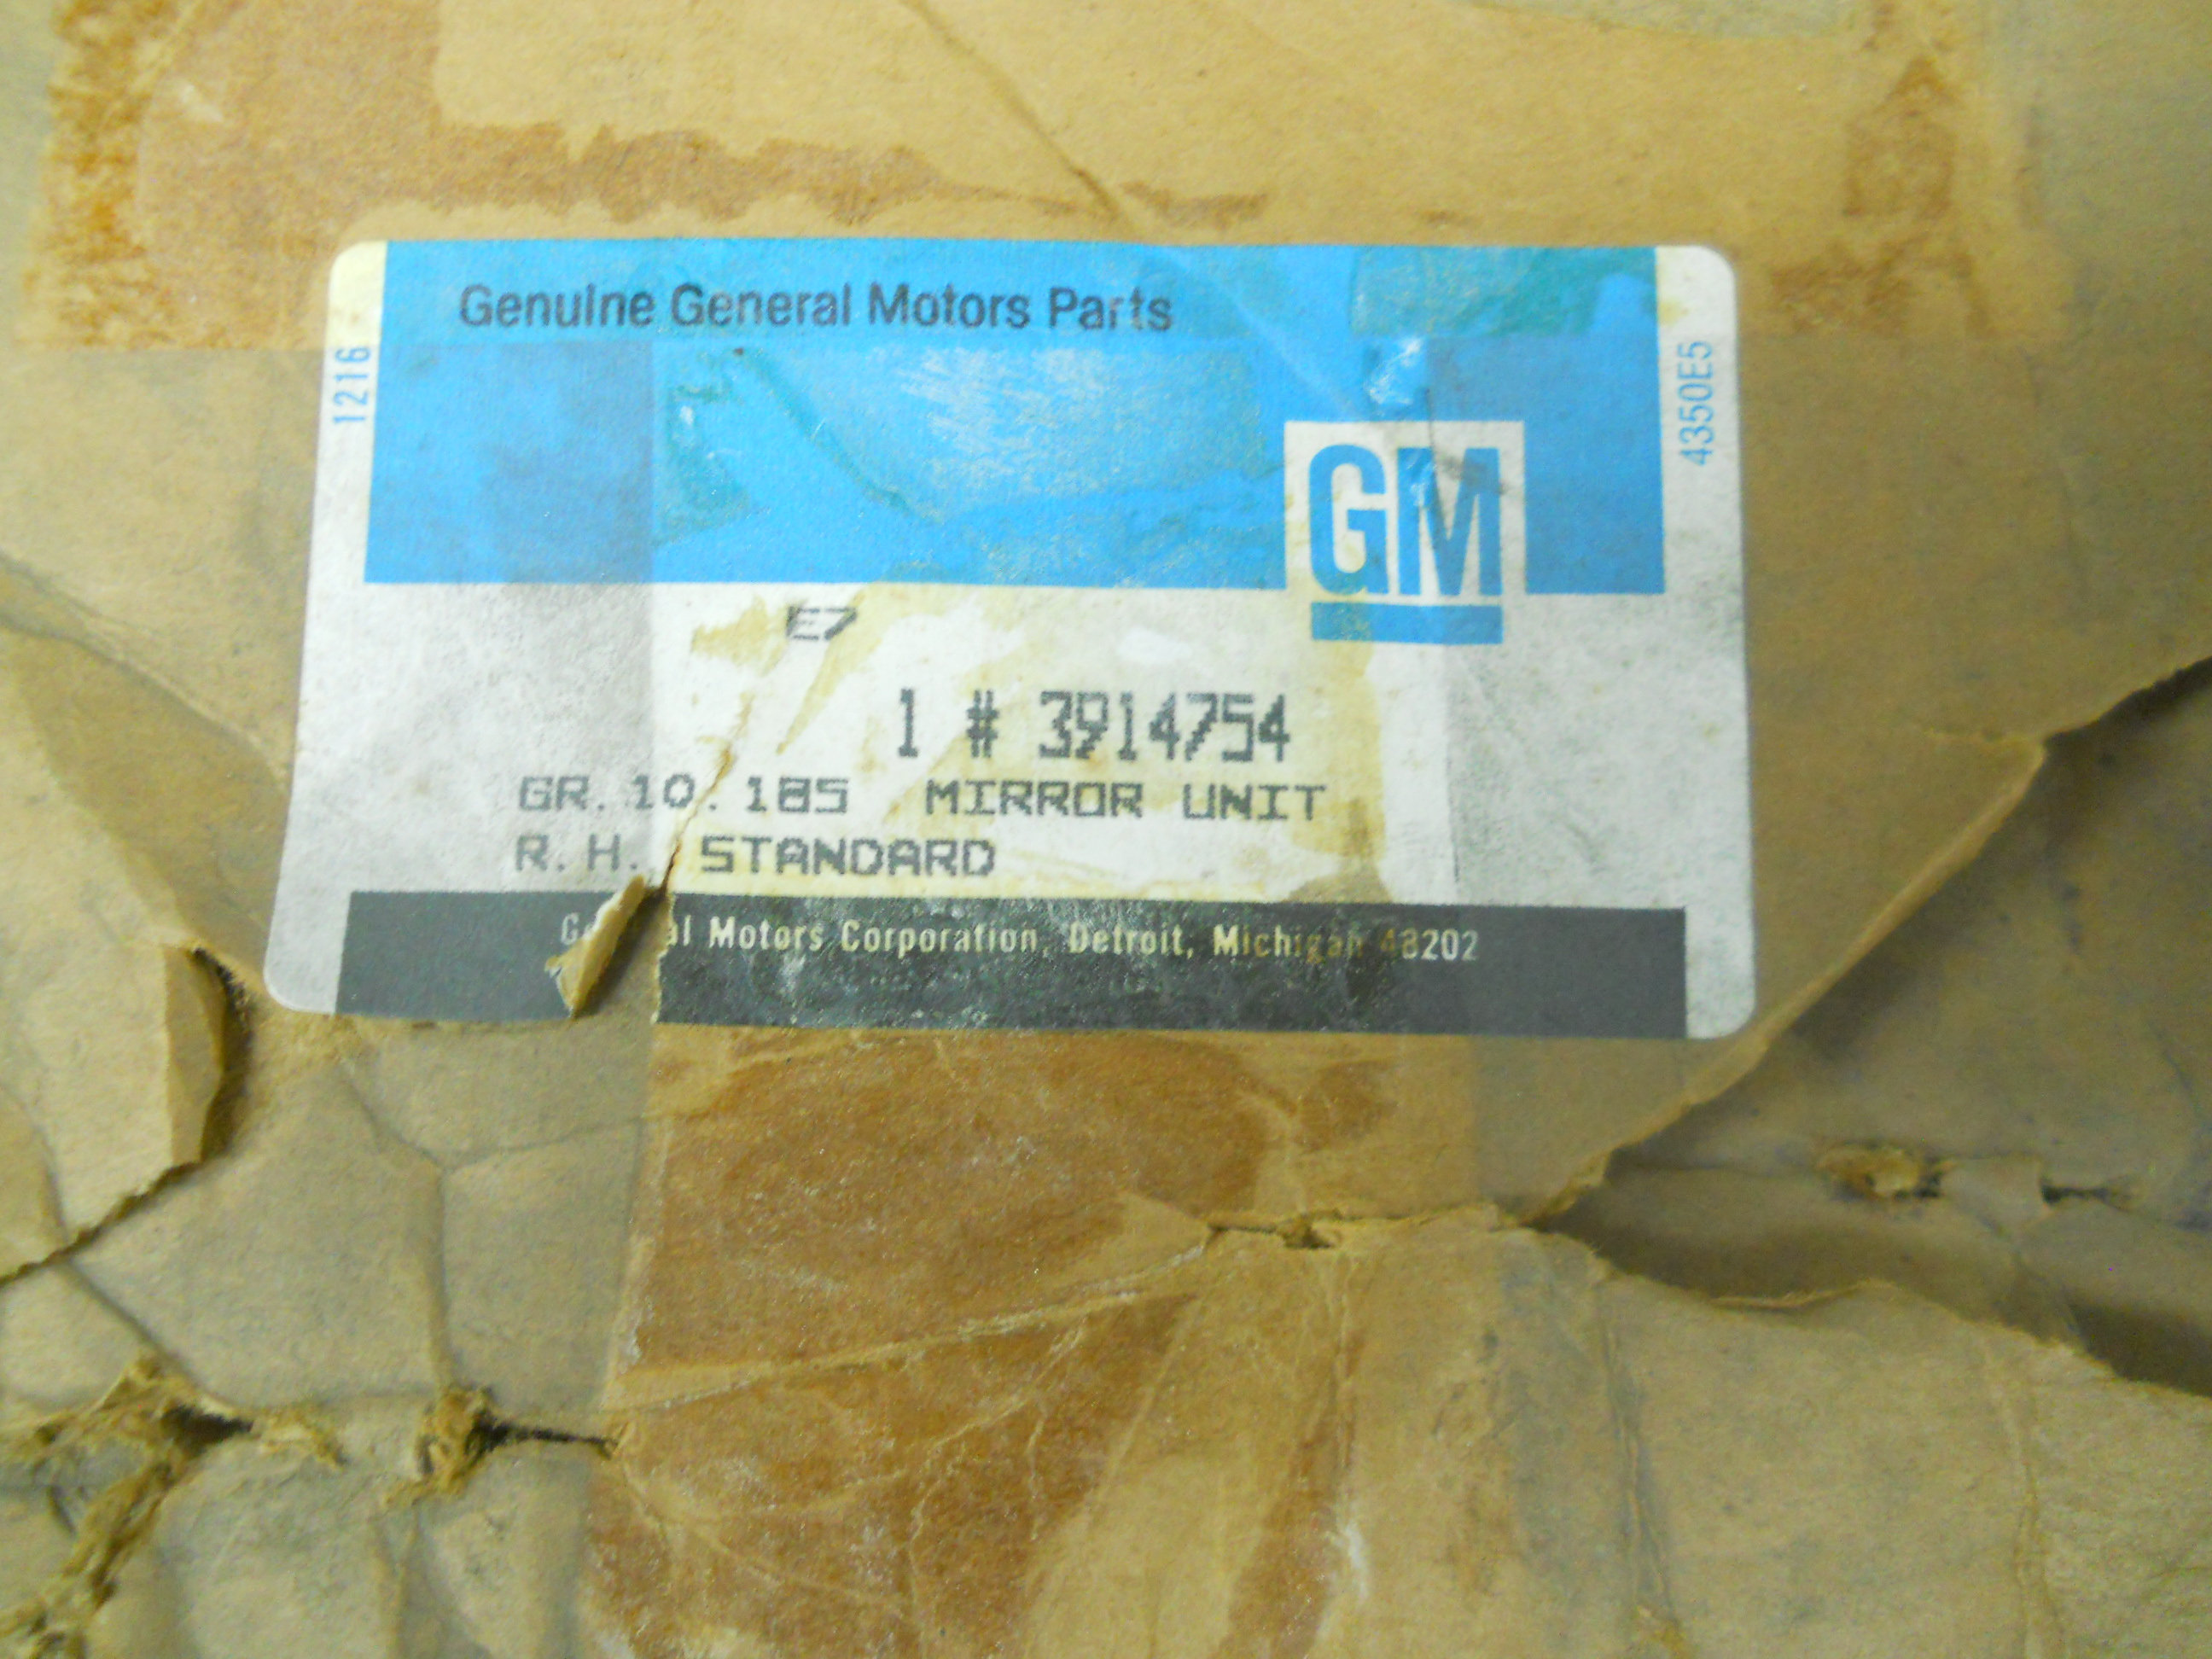 Genuine General Motors Parts
1216
4350E5
GM
E7
1 # 3914754
GR. 10. 185 MIRROR UNIT
R. H. STANDARD
Motors Corporation, Detroit, Michigan 48202